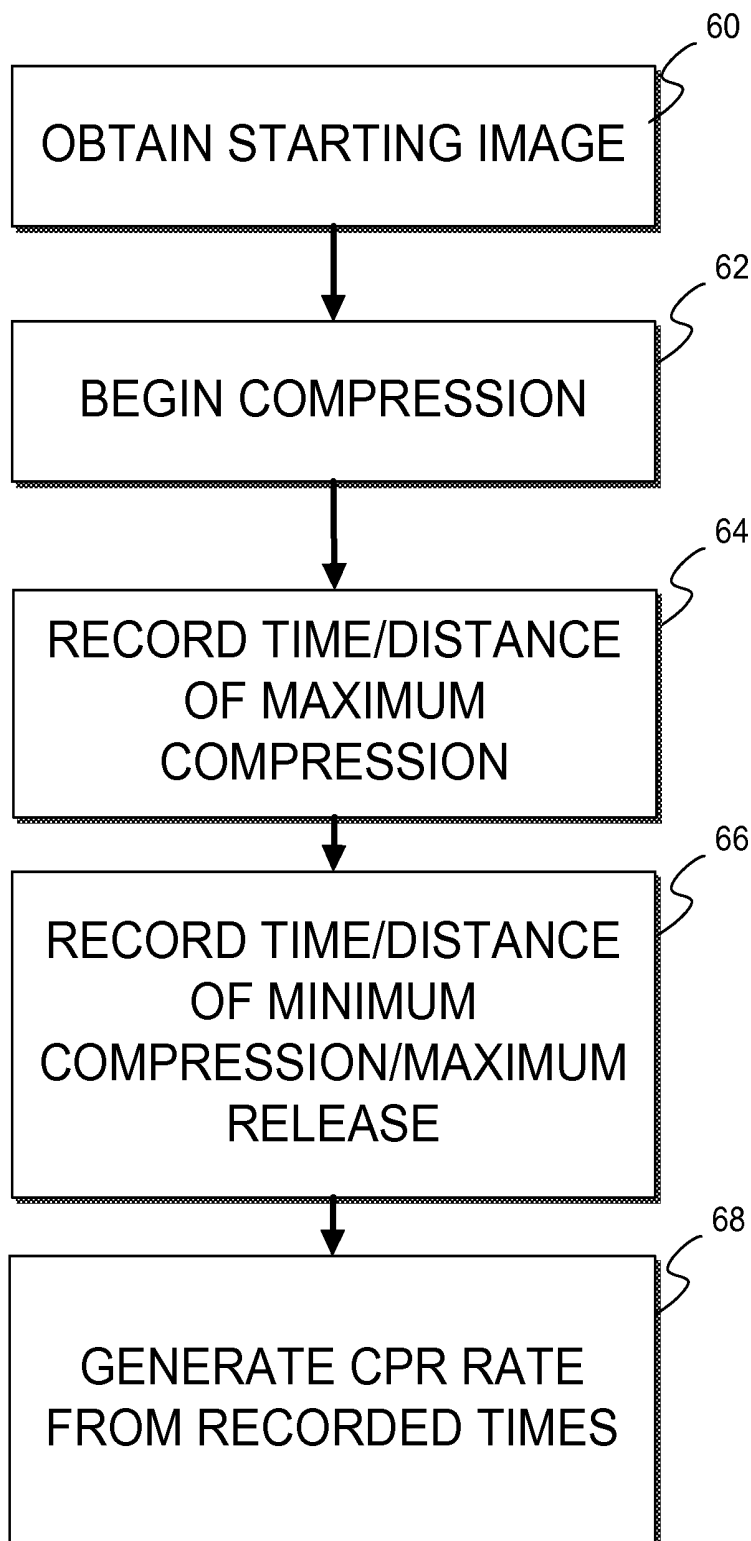 60
OBTAIN STARTING IMAGE
62
BEGIN COMPRESSION
64
RECORD TIME/DISTANCE
OF MAXIMUM
COMPRESSION
66
RECORD TIME/DISTANCE
OF MINIMUM
COMPRESSION/MAXIMUM
RELEASE
68
GENERATE CPR RATE
FROM RECORDED TIMES